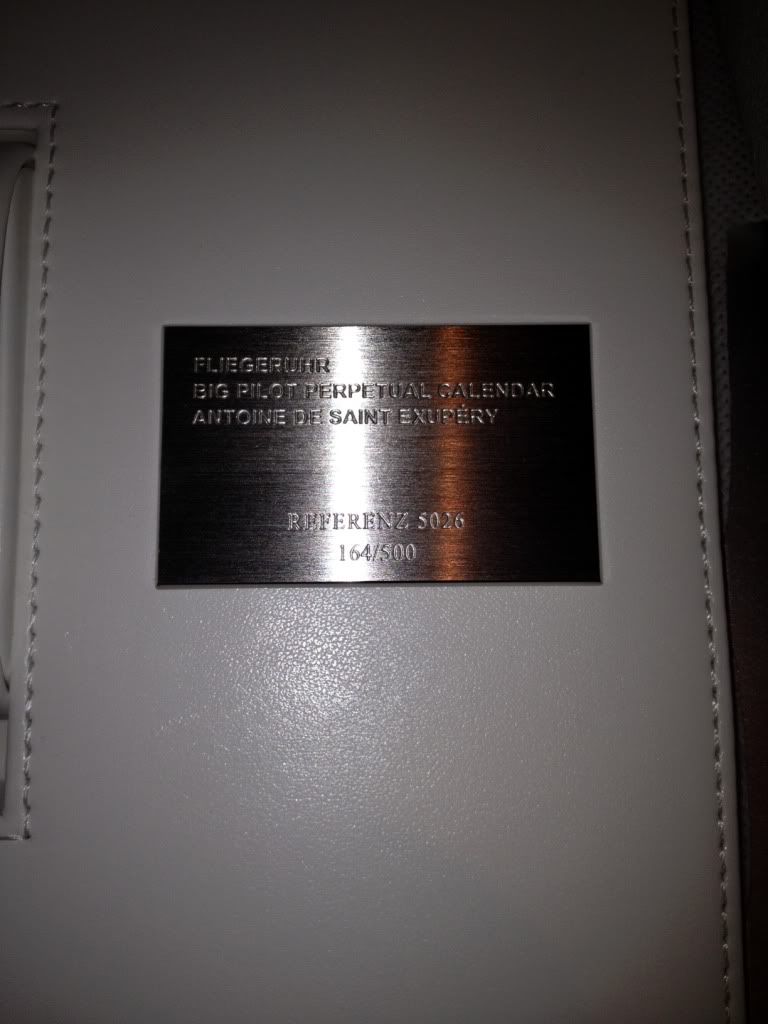 FLIEGERUHR
BIG PILOT PERPETUAL CALENDAR
ANTOINE DE SAINT EXUPÉRY
REFERENZ 5026
164/500